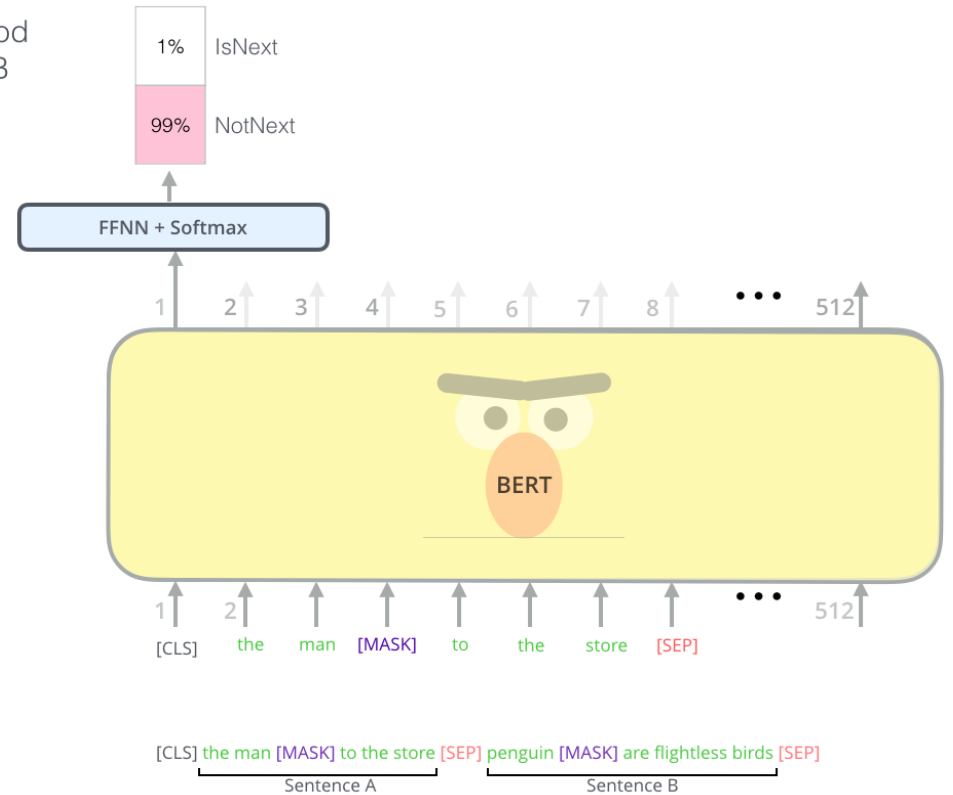 1% IsNext
99% NotNext
FFNN + Softmax
1 2 3 4 5 6 7 8 ••• 512
BERT
1 2 ••• 512
[CLS] the man [MASK] to the store [SEP]
[CLS] the man [MASK] to the store [SEP] penguin [MASK] are flightless birds [SEP]
Sentence A Sentence B